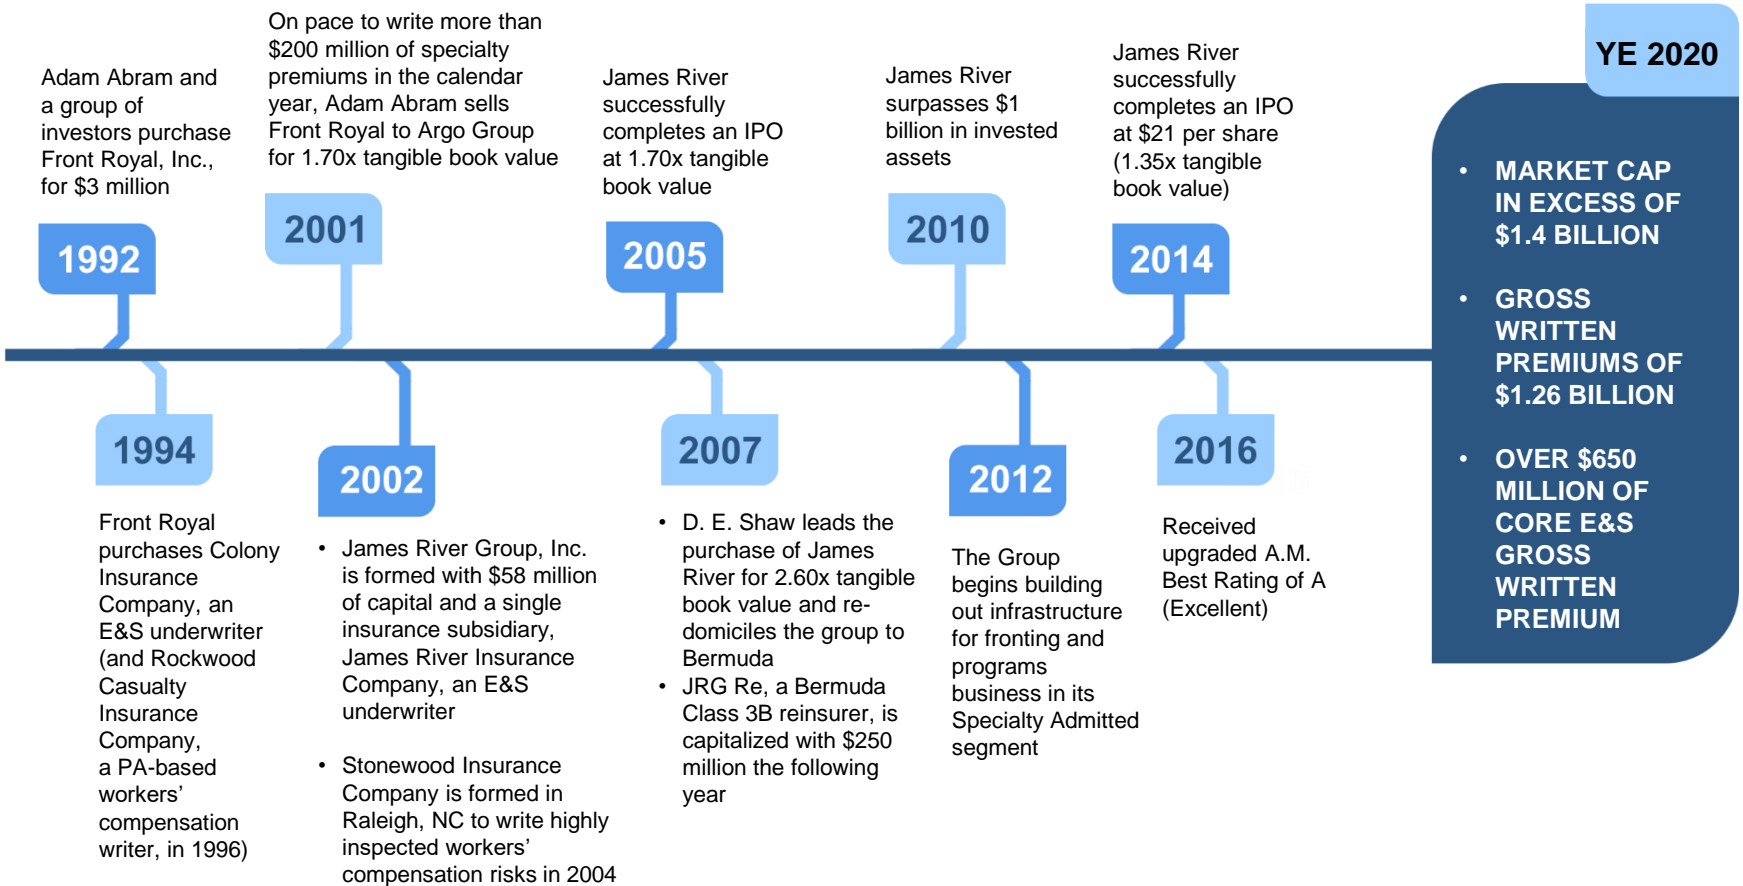 Adam Abram and
a group of
investors purchase
Front Royal, Inc.,
for $3 million
1992
On pace to write more than
$200 million of specialty
premiums in the calendar
year, Adam Abram sells
Front Royal to Argo Group
for 1.70x tangible book value
2001
James River
successfully
completes an IPO
at 1.70x tangible
book value
2005
James River
surpasses $1
billion in invested
assets
2010
James River
successfully
completes an IPO
at $21 per share
(1.35x tangible
book value)
2014
1994
Front Royal
purchases Colony
Insurance
Company, an
E&S underwriter
(and Rockwood
Casualty
Insurance
Company,
a PA-based
workers’
compensation
writer, in 1996)
2002
• James River Group, Inc.
is formed with $58 million
of capital and a single
insurance subsidiary,
James River Insurance
Company, an E&S
underwriter
• Stonewood Insurance
Company is formed in
Raleigh, NC to write highly
inspected workers’
compensation risks in 2004
2007
• D. E. Shaw leads the
purchase of James
River for 2.60x tangible
book value and re-
domiciles the group to
Bermuda
• JRG Re, a Bermuda
Class 3B reinsurer, is
capitalized with $250
million the following
year
2012
The Group
begins building
out infrastructure
for fronting and
programs
business in its
Specialty Admitted
segment
2016
Received
upgraded A.M.
Best Rating of A
(Excellent)
YE 2020
• MARKET CAP
IN EXCESS OF
$1.4 BILLION
• GROSS
WRITTEN
PREMIUMS OF
$1.26 BILLION
• OVER $650
MILLION OF
CORE E&S
GROSS
WRITTEN
PREMIUM